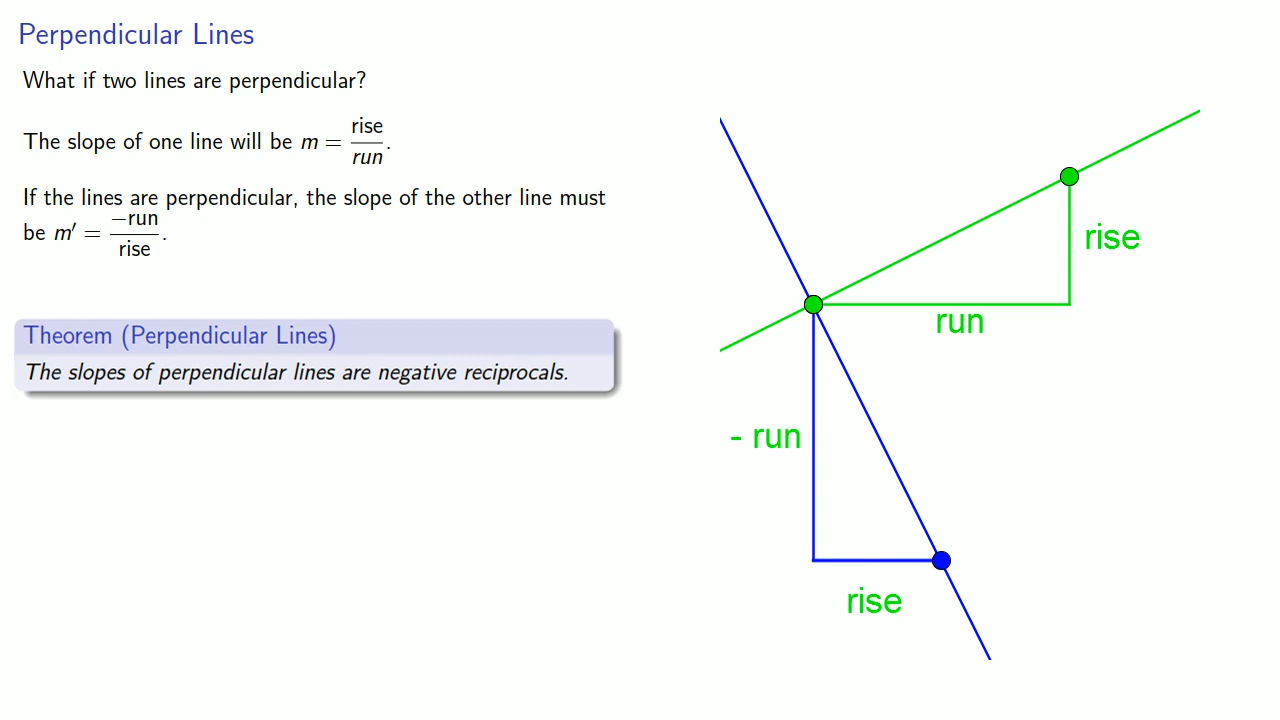 Perpendicular Lines
What if two lines are perpendicular?
The slope of one line will be m = rise/run.
If the lines are perpendicular, the slope of the other line must
be m′ = −run/rise.
Theorem (Perpendicular Lines)
The slopes of perpendicular lines are negative reciprocals.
rise
run
- run
rise